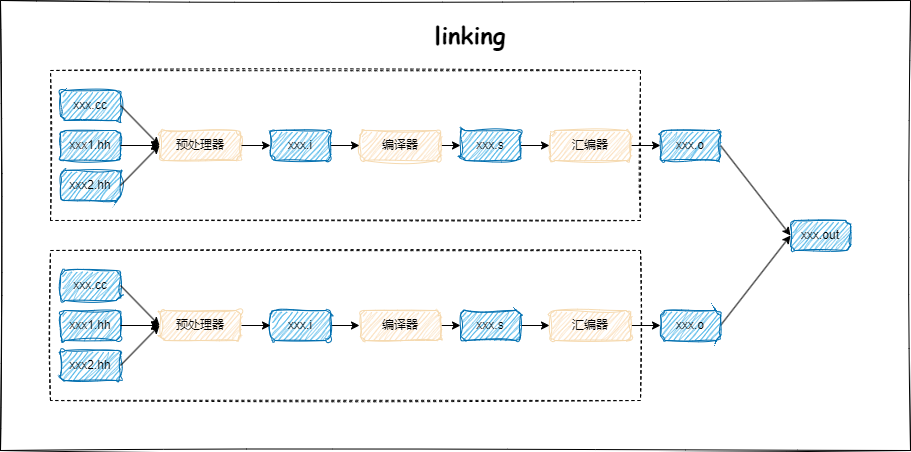 linking
xxx.cc
xxx1.hh
xxx2.hh
预处理器
xxx.i
编译器
xxx.s
汇编器
xxx.o
xxx.out
xxx.cc
xxx1.hh
xxx2.hh
预处理器
xxx.i
编译器
xxx.s
汇编器
xxx.o